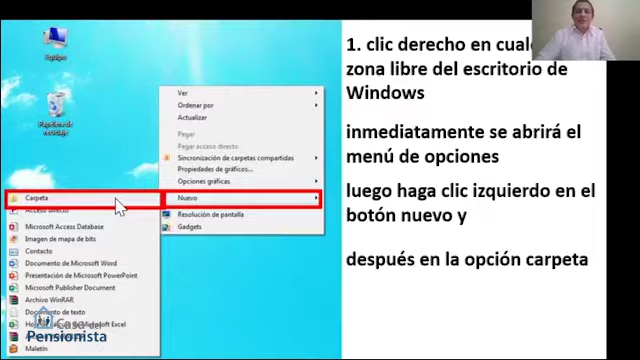 Equipo
Papelera de
reciclaje
Ver
Ordenar por
Actualizar
Pegar
Pegar acceso directo
Sincronización de carpetas compartidas
Propiedades de gráficos...
Opciones gráficas
Nuevo
Resolución de pantalla
Gadgets
Carpeta
Acceso directo
Microsoft Access Database
Imagen de mapa de bits
Contacto
Documento de Microsoft Word
Presentación de Microsoft PowerPoint
Microsoft Publisher Document
Archivo WinRAR
Documento de texto
Microsoft Excel
Maletín
Casa del
Pensionista
1. clic derecho en
zona libre del escritorio de
Windows
inmediatamente se abrirá el
menú de opciones
luego haga clic izquierdo en el
botón nuevo y
después en la opción carpeta